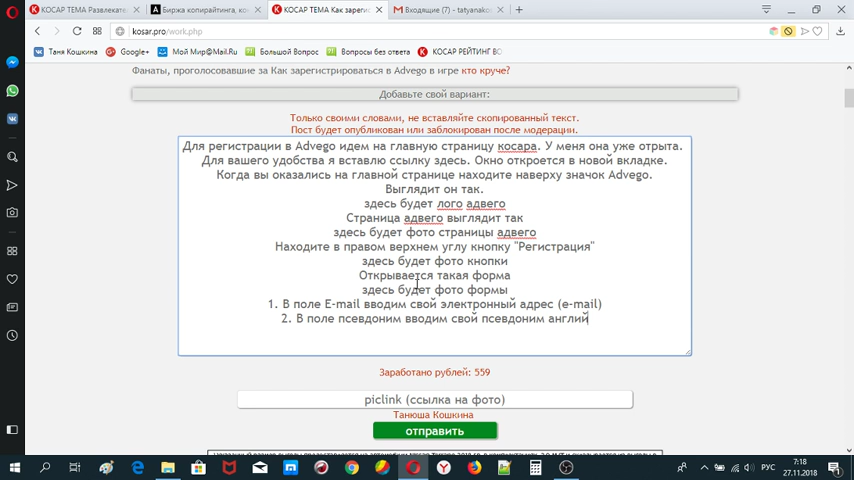 КОСАР ТЕМА Развлекате
Биржа копирайтинга, кон
КОСАР ТЕМА Как зареги
Входящие (7) - tatyanakos
kosar.pro/work.php
Таня Кошкина
Google+
Мой Мир@Mail.Ru
Большой Вопрос
Вопросы без ответа
КОСАР РЕЙТИНГ ВО
Фанаты, проголосовавшие за Как зарегистрироваться в Advego в игре кто круче?
Добавьте свой вариант:
Только своими словами, не вставляйте скопированный текст.
Пост будет опубликован или заблокирован после модерации.
Для регистрации в Advego идем на главную страницу косара. У меня она уже отрыта.
Для вашего удобства я вставлю ссылку здесь. Окно откроется в новой вкладке.
Когда вы оказались на главной странице находите наверху значок Advego.
Выглядит он так.
здесь будет лого адвего
Страница адвего выглядит так
здесь будет фото страницы адвего
Находите в правом верхнем углу кнопку "Регистрация"
здесь будет фото кнопки
Открывается такая форма
здесь будет фото формы
1. В поле E-mail вводим свой электронный адрес (e-mail)
2. В поле псевдоним вводим свой псевдоним англий
Заработано рублей: 559
piclink (ссылка на фото)
Танюша Кошкина
отправить
РУС
7:18
27.11.2018